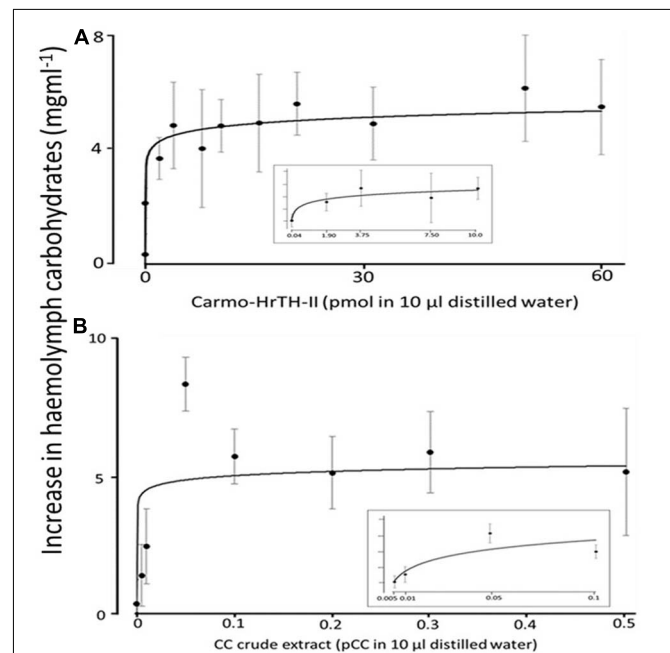 Increase in haemolymph carbohydrates (mgml⁻¹)
A
8
4
0
0.04 1.90 3.75 7.50 10.0
0 30 60
Carmo-HrTH-II (pmol in 10 µl distilled water)
B
10
5
0
0.005 0.01 0.05 0.1
0 0.1 0.2 0.3 0.4 0.5
CC crude extract (pCC in 10 µl distilled water)